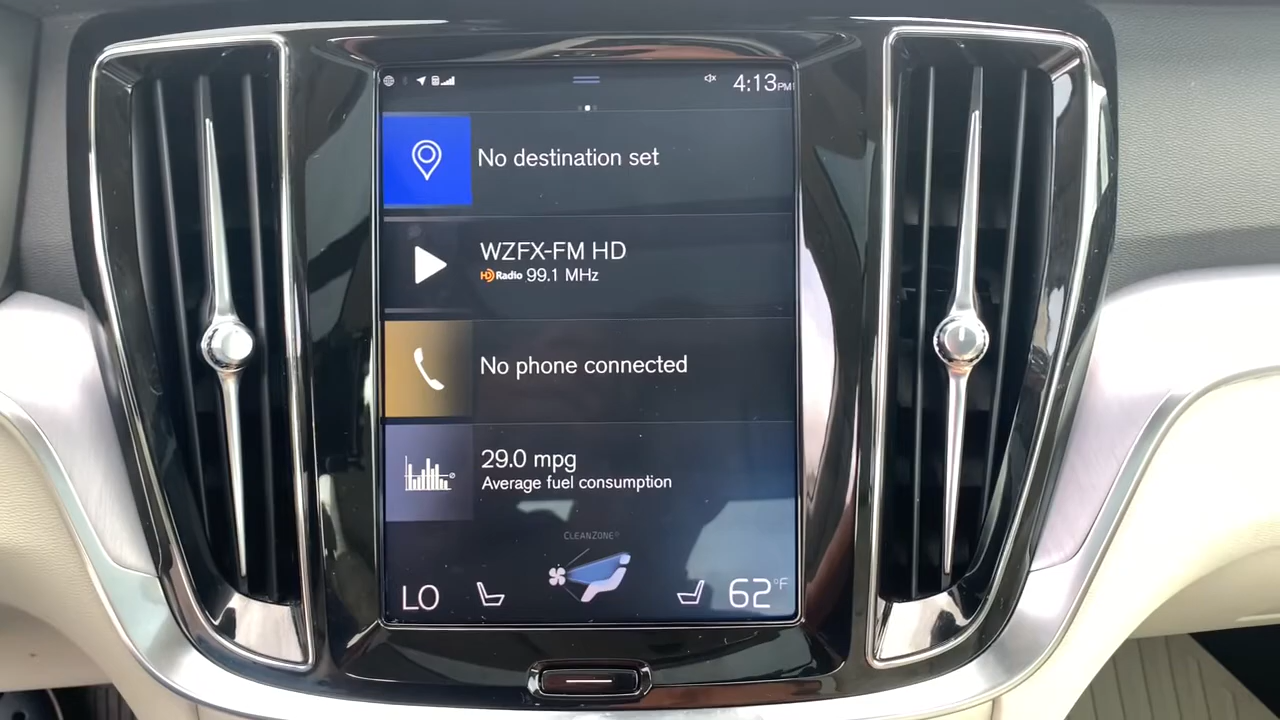 4:13PM
No destination set
WZFX-FM HD
HD Radio 99.1 MHz
No phone connected
29.0 mpg
Average fuel consumption
CLEANZONE®
LO
62°F